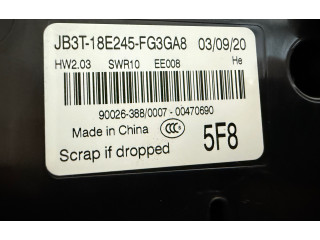 JB3T-18E245-FG3GA8 03/09/20
HW2.03 SWR10 EE008 He
90026-388/0007 - 00470690
Made in China CCC 5F8
Scrap if dropped